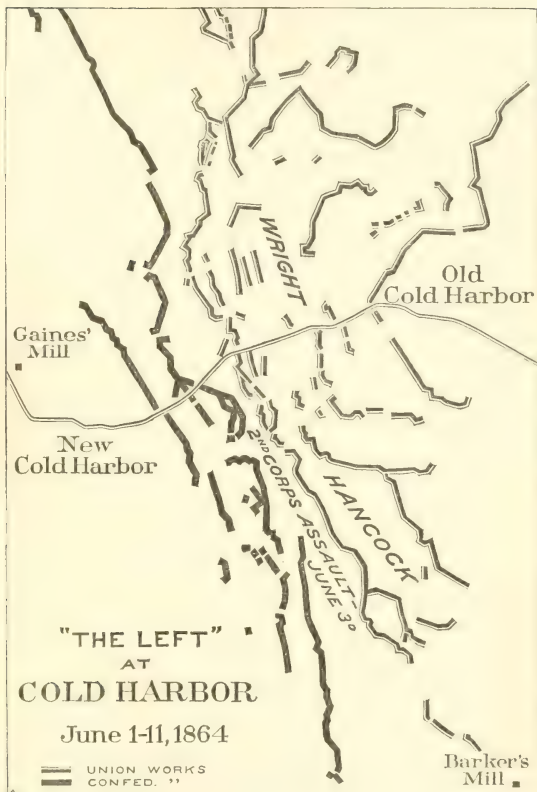 WRIGHT
Old
Cold Harbor
Gaines'
Mill
New
Cold Harbor
2ND CORPS ASSAULT-
JUNE 3D
HANCOCK
"THE LEFT"
AT
COLD HARBOR
June 1-11, 1864
UNION WORKS
CONFED. "
Barker's
Mill